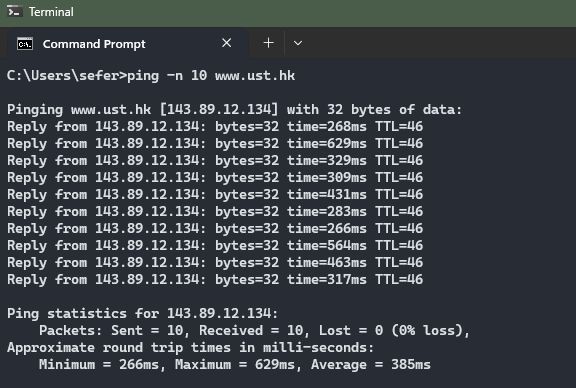 Terminal
Command Prompt
C:\Users\sefer>ping -n 10 www.ust.hk
Pinging www.ust.hk [143.89.12.134] with 32 bytes of data:
Reply from 143.89.12.134: bytes=32 time=268ms TTL=46
Reply from 143.89.12.134: bytes=32 time=629ms TTL=46
Reply from 143.89.12.134: bytes=32 time=329ms TTL=46
Reply from 143.89.12.134: bytes=32 time=309ms TTL=46
Reply from 143.89.12.134: bytes=32 time=431ms TTL=46
Reply from 143.89.12.134: bytes=32 time=283ms TTL=46
Reply from 143.89.12.134: bytes=32 time=266ms TTL=46
Reply from 143.89.12.134: bytes=32 time=564ms TTL=46
Reply from 143.89.12.134: bytes=32 time=463ms TTL=46
Reply from 143.89.12.134: bytes=32 time=317ms TTL=46
Ping statistics for 143.89.12.134:
    Packets: Sent = 10, Received = 10, Lost = 0 (0% loss),
Approximate round trip times in milli-seconds:
    Minimum = 266ms, Maximum = 629ms, Average = 385ms